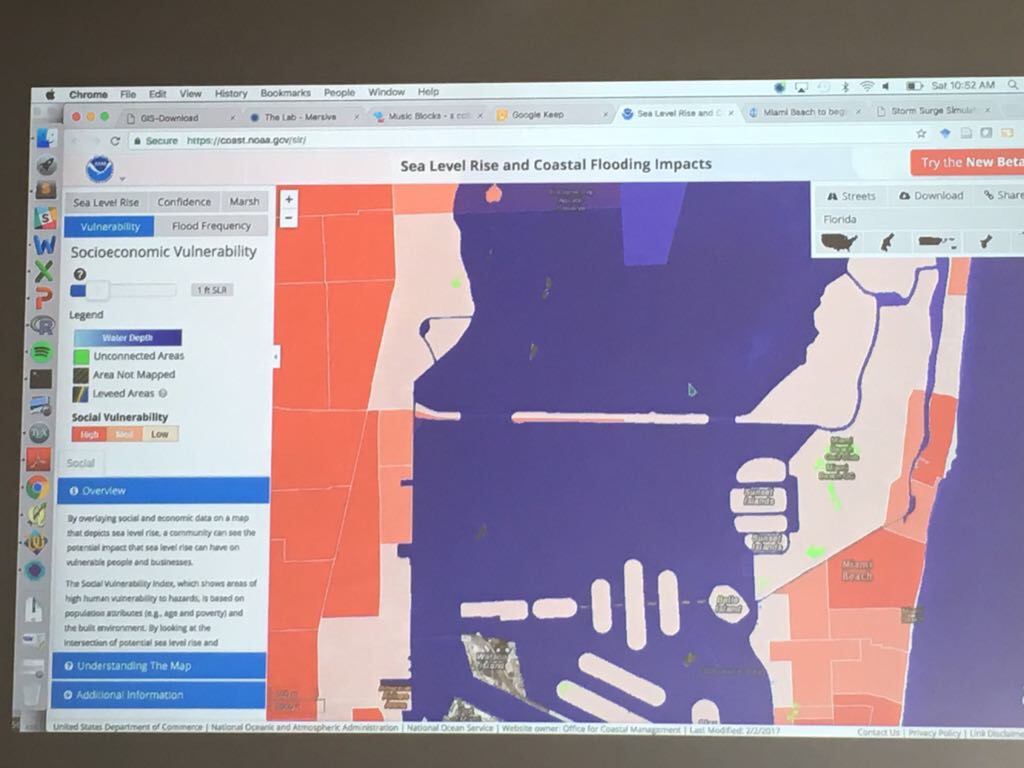 Chrome File Edit View History Bookmarks People Window Help Sat 10:52 AM
GIS-Download
The Lab - Mersive
Music Blocks - a col
Google Keep
Sea Level Rise and C
Miami Beach to beg
Storm Surge Simulat
Secure https://coast.noaa.gov/slr/
Sea Level Rise and Coastal Flooding Impacts
Try the New Beta
Sea Level Rise Confidence Marsh
Vulnerability Flood Frequency
Streets Download Share
Florida
Socioeconomic Vulnerability
1 ft SLR
Legend
Water Depth
Unconnected Areas
Area Not Mapped
Leveed Areas
Social Vulnerability
High Med Low
Social
Overview
By overlaying social and economic data on a map
that depicts sea level rise, a community can see the
potential impact that sea level rise can have on
vulnerable people and businesses.
The Social Vulnerability Index, which shows areas of
high human vulnerability to hazards, is based on
population attributes (e.g., age and poverty) and
the built environment. By looking at the
intersection of potential sea level rise and
Understanding The Map
Additional Information
Sunset
Islands
Sunset
Islands
Miami
Beach
Belle
Island
Watson
Island
United States Department of Commerce | National Oceanic and Atmospheric Administration | National Ocean Service | Website owner: Office for Coastal Management | Last Modified: 2/2/2017
Contact Us | Privacy Policy | Link Disclaime